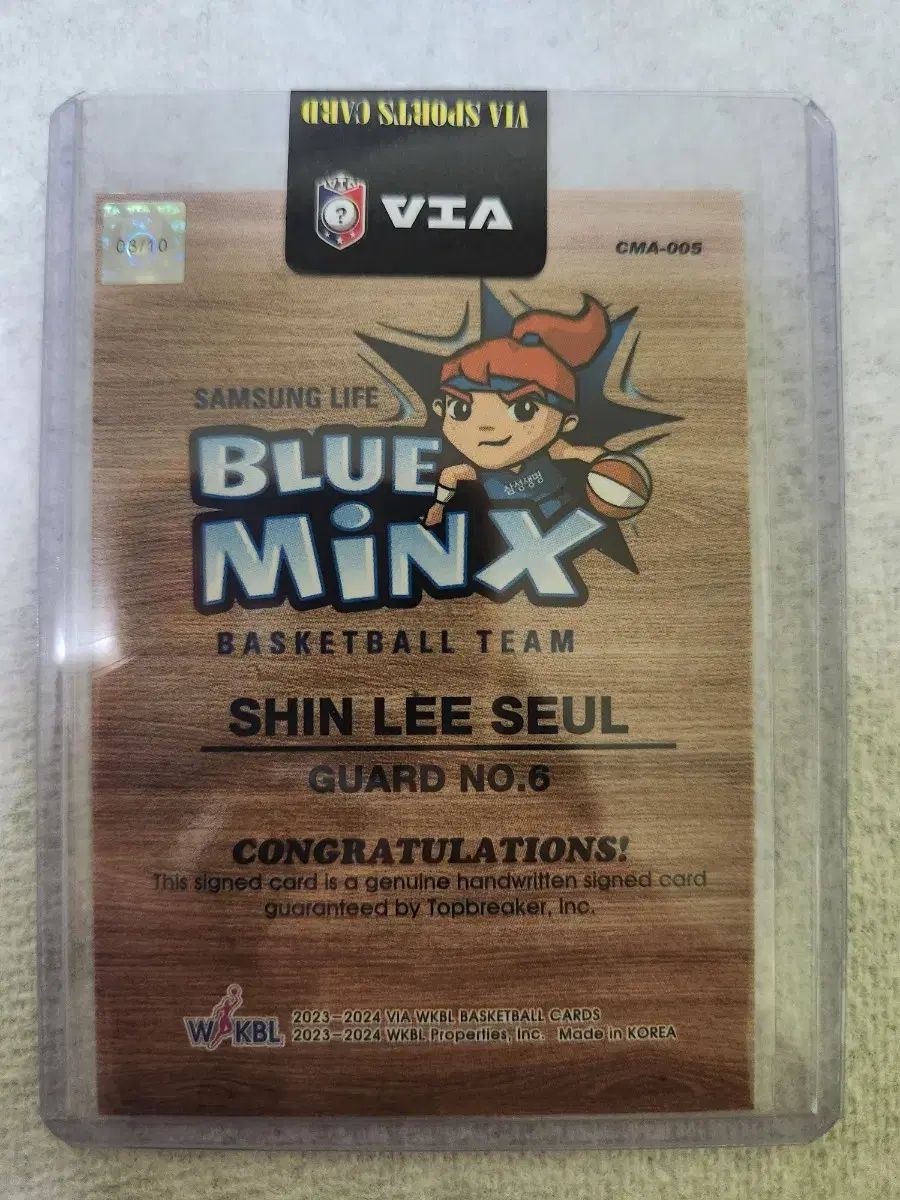 VIA SPORTS CARD
VIA
VIA
?
08/10
CMA-005
SAMSUNG LIFE
BLUE
MiNX
삼성생명
BASKETBALL TEAM
SHIN LEE SEUL
GUARD NO.6
CONGRATULATIONS!
This signed card is a genuine handwritten signed card
guaranteed by Topbreaker, Inc.
WKBL
2023-2024 VIA WKBL BASKETBALL CARDS
2023-2024 WKBL Properties, Inc. Made in KOREA